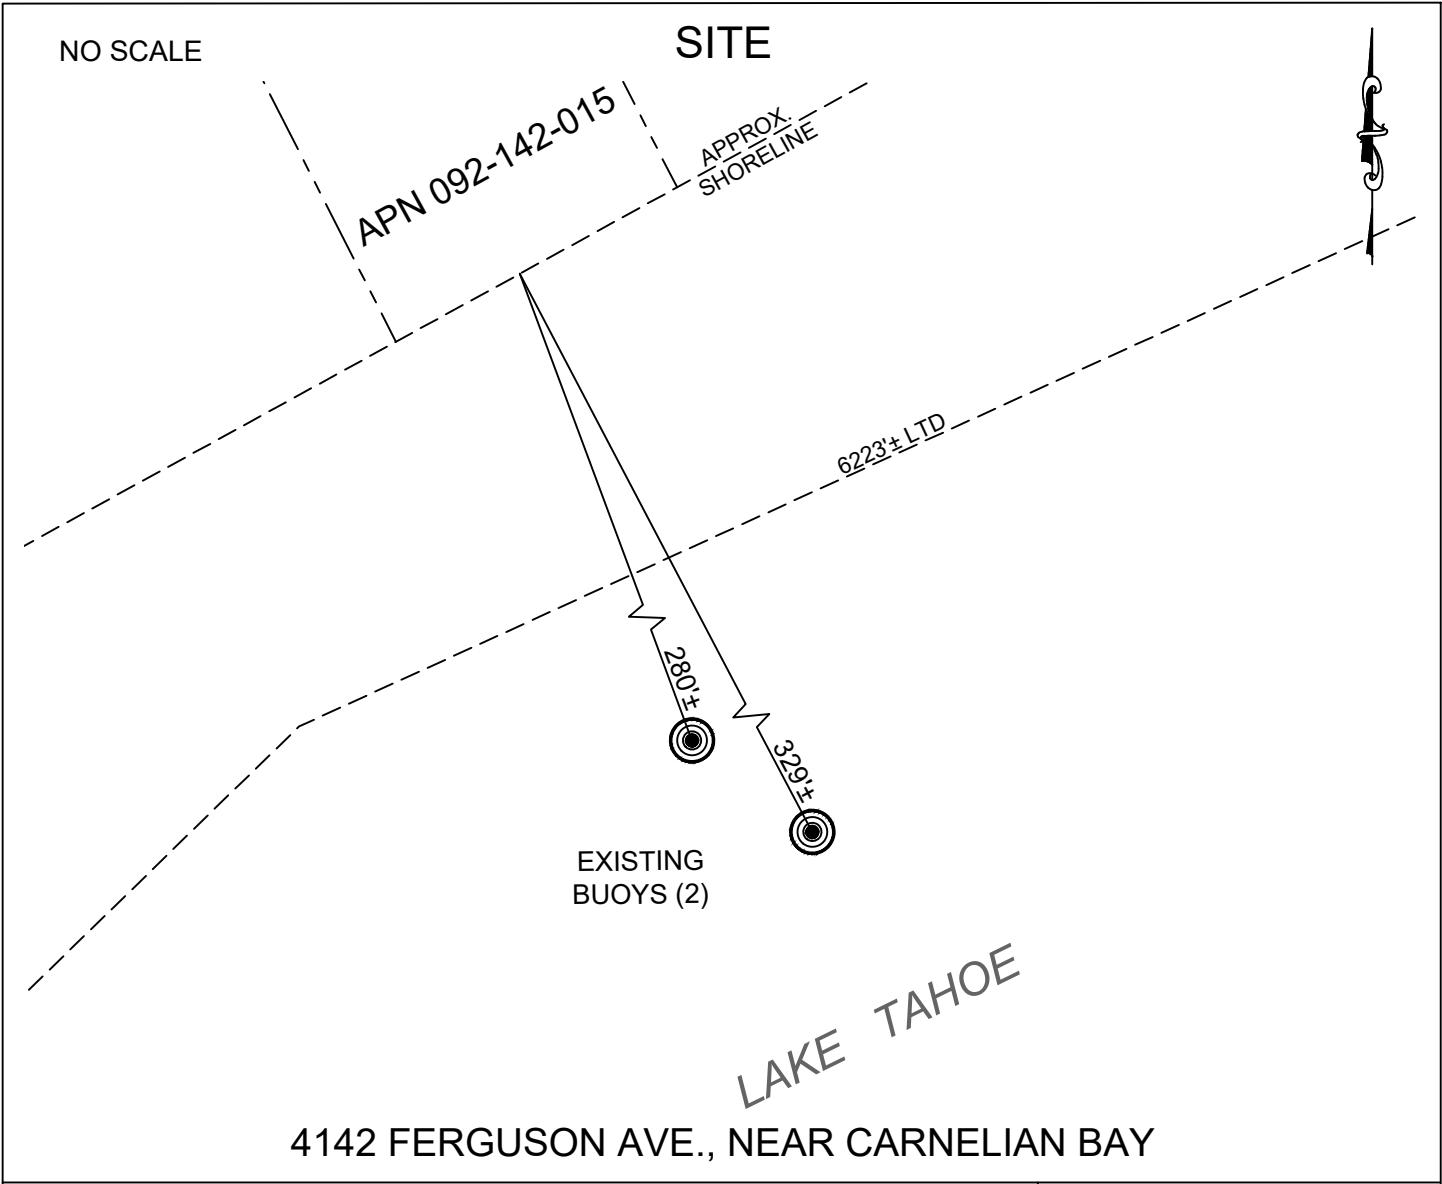 NO SCALE
SITE
APN 092-142-015
APPROX.
SHORELINE
6223'± LTD
280'±
329'±
EXISTING
BUOYS (2)
LAKE TAHOE
4142 FERGUSON AVE., NEAR CARNELIAN BAY